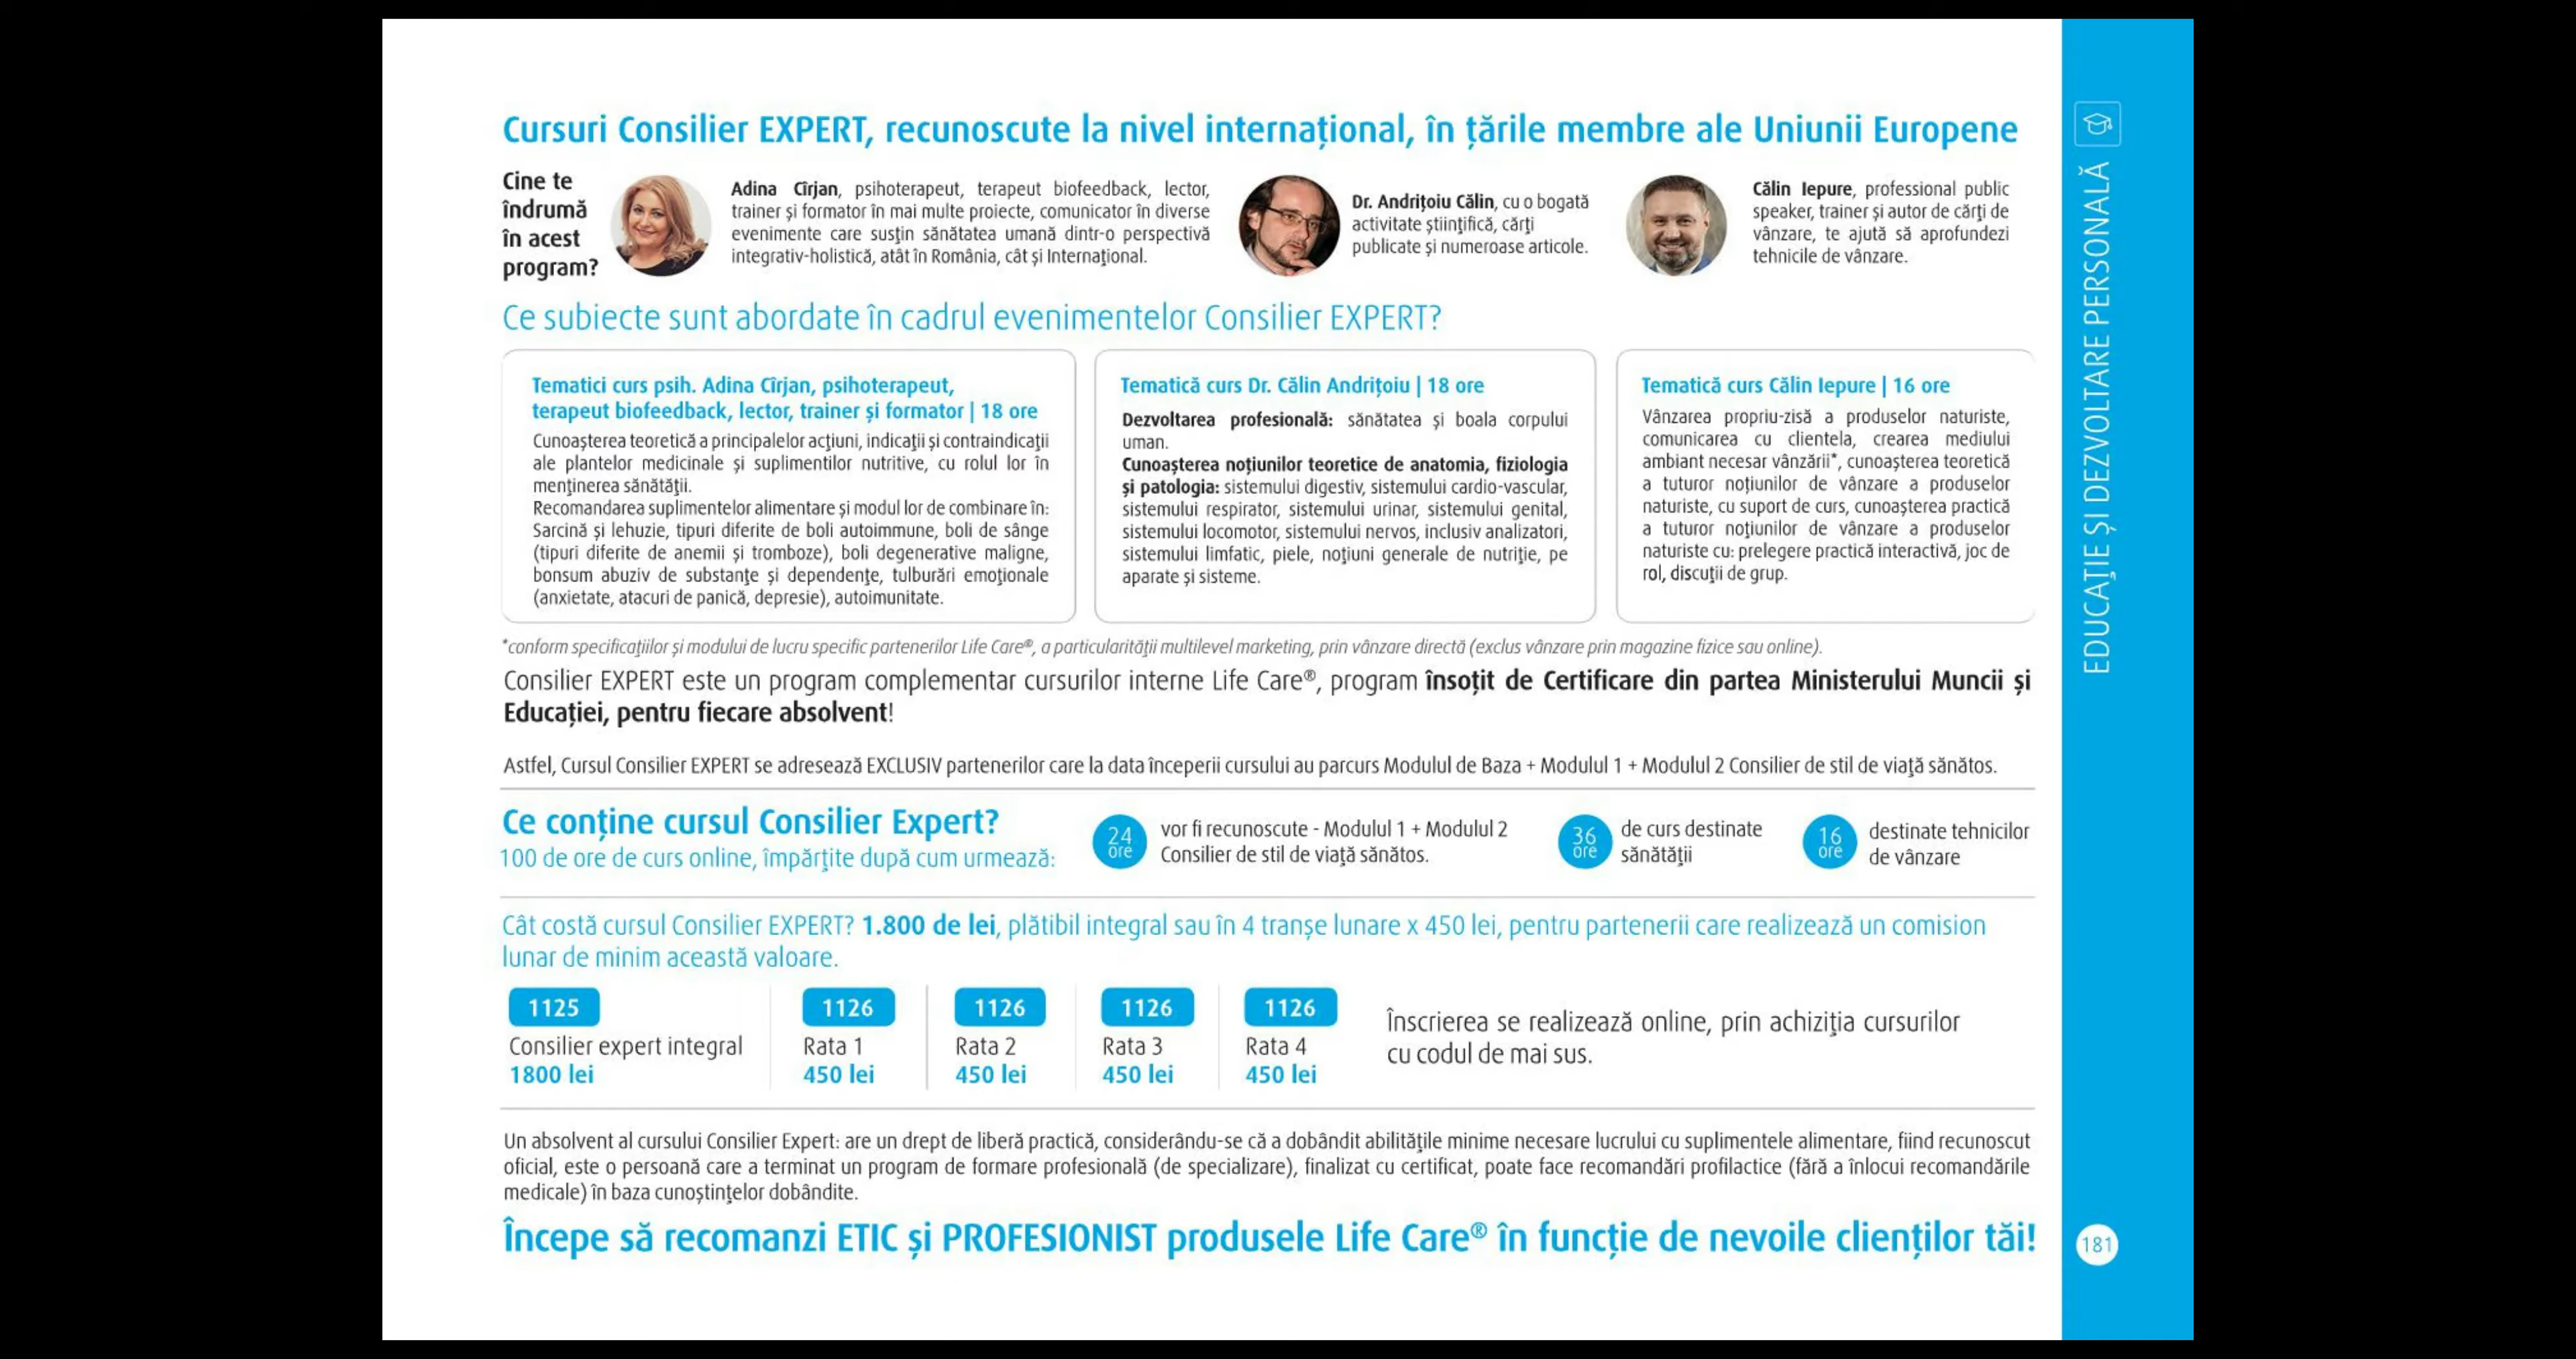 Cursuri Consilier EXPERT, recunoscute la nivel internațional, în țările membre ale Uniunii Europene
Cine te
îndrumă
în acest
program?
Adina Cîrjan, psihoterapeut, terapeut biofeedback, lector,
trainer și formator în mai multe proiecte, comunicator în diverse
evenimente care susțin sănătatea umană dintr-o perspectivă
integrativ-holistică, atât în România, cât și Internațional.
Dr. Andrițoiu Călin, cu o bogată
activitate științifică, cărți
publicate și numeroase articole.
Călin Iepure, professional public
speaker, trainer și autor de cărți de
vânzare, te ajută să aprofundezi
tehnicile de vânzare.
Ce subiecte sunt abordate în cadrul evenimentelor Consilier EXPERT?
Tematici curs psih. Adina Cîrjan, psihoterapeut,
terapeut biofeedback, lector, trainer și formator | 18 ore
Cunoașterea teoretică a principalelor acțiuni, indicații și contraindicații
ale plantelor medicinale și suplimentilor nutritive, cu rolul lor în
menținerea sănătății.
Recomandarea suplimentelor alimentare și modul lor de combinare în:
Sarcină și lehuzie, tipuri diferite de boli autoimmune, boli de sânge
(tipuri diferite de anemii și tromboze), boli degenerative maligne,
bonsum abuziv de substanțe și dependențe, tulburări emoționale
(anxietate, atacuri de panică, depresie), autoimunitate.
Tematică curs Dr. Călin Andrițoiu | 18 ore
Dezvoltarea profesională: sănătatea și boala corpului
uman.
Cunoașterea noțiunilor teoretice de anatomia, fiziologia
și patologia: sistemului digestiv, sistemului cardio-vascular,
sistemului respirator, sistemului urinar, sistemului genital,
sistemului locomotor, sistemului nervos, inclusiv analizatori,
sistemului limfatic, piele, noțiuni generale de nutriție, pe
aparate și sisteme.
Tematică curs Călin Iepure | 16 ore
Vânzarea propriu-zisă a produselor naturiste,
comunicarea cu clientela, crearea mediului
ambiant necesar vânzării*, cunoașterea teoretică
a tuturor noțiunilor de vânzare a produselor
naturiste, cu suport de curs, cunoașterea practică
a tuturor noțiunilor de vânzare a produselor
naturiste cu: prelegere practică interactivă, joc de
rol, discuții de grup.
*conform specificațiilor și modului de lucru specific partenerilor Life Care®, a particularității multilevel marketing, prin vânzare directă (exclus vânzare prin magazine fizice sau online).
Consilier EXPERT este un program complementar cursurilor interne Life Care®, program însoțit de Certificare din partea Ministerului Muncii și
Educației, pentru fiecare absolvent!
Astfel, Cursul Consilier EXPERT se adresează EXCLUSIV partenerilor care la data începerii cursului au parcurs Modulul de Baza + Modulul 1 + Modulul 2 Consilier de stil de viață sănătos.
Ce conține cursul Consilier Expert?
100 de ore de curs online, împărțite după cum urmează:
24
ore
vor fi recunoscute - Modulul 1 + Modulul 2
Consilier de stil de viață sănătos.
36
ore
de curs destinate
sănătății
16
ore
destinate tehnicilor
de vânzare
Cât costă cursul Consilier EXPERT? 1.800 de lei, plătibil integral sau în 4 tranșe lunare x 450 lei, pentru partenerii care realizează un comision
lunar de minim această valoare.
1125
Consilier expert integral
1800 lei
1126
Rata 1
450 lei
1126
Rata 2
450 lei
1126
Rata 3
450 lei
1126
Rata 4
450 lei
Înscrierea se realizează online, prin achiziția cursurilor
cu codul de mai sus.
Un absolvent al cursului Consilier Expert: are un drept de liberă practică, considerându-se că a dobândit abilitățile minime necesare lucrului cu suplimentele alimentare, fiind recunoscut
oficial, este o persoană care a terminat un program de formare profesională (de specializare), finalizat cu certificat, poate face recomandări profilactice (fără a înlocui recomandările
medicale) în baza cunoștințelor dobândite.
Începe să recomanzi ETIC și PROFESIONIST produsele Life Care® în funcție de nevoile clienților tăi!
EDUCAȚIE ȘI DEZVOLTARE PERSONALĂ
181